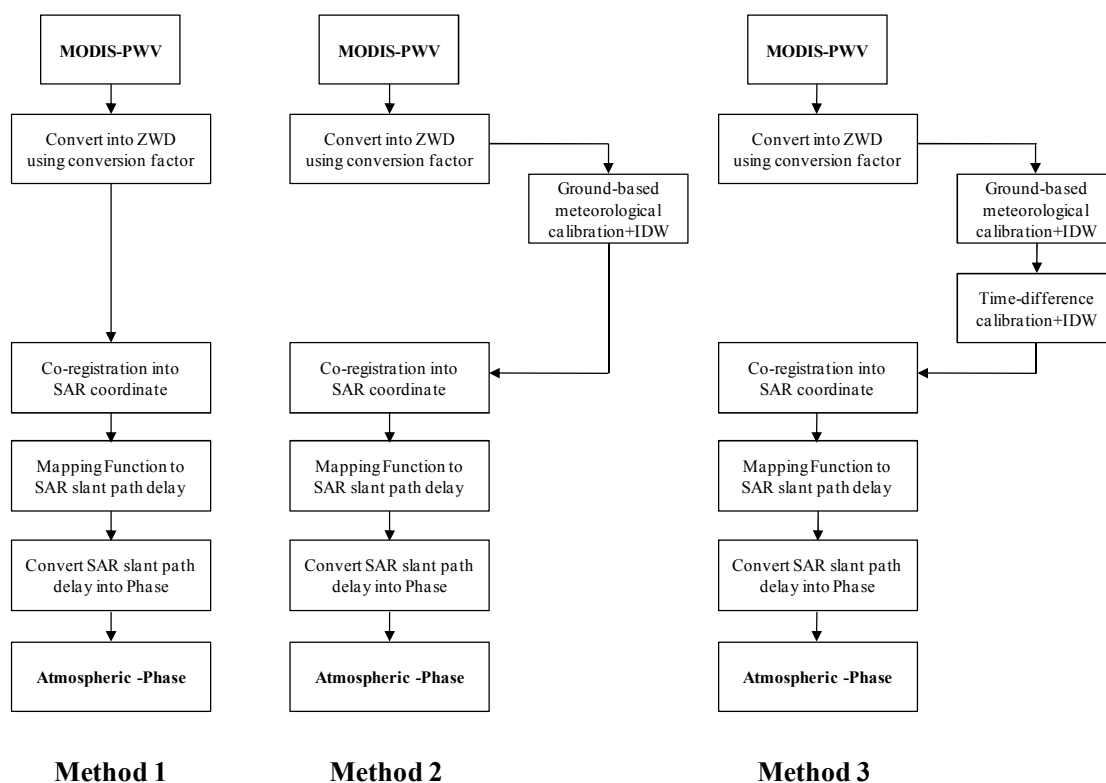 MODIS-PWV
Convert into ZWD
using conversion factor
Co-registration into
SAR coordinate
Mapping Function to
SAR slant path delay
Convert SAR slant path
delay into Phase
Atmospheric -Phase
Method 1
MODIS-PWV
Convert into ZWD
using conversion factor
Ground-based
meteorological
calibration+IDW
Co-registration into
SAR coordinate
Mapping Function to
SAR slant path delay
Convert SAR slant path
delay into Phase
Atmospheric -Phase
Method 2
MODIS-PWV
Convert into ZWD
using conversion factor
Ground-based
meteorological
calibration+IDW
Time-difference
calibration+IDW
Co-registration into
SAR coordinate
Mapping Function to
SAR slant path delay
Convert SAR slant path
delay into Phase
Atmospheric -Phase
Method 3